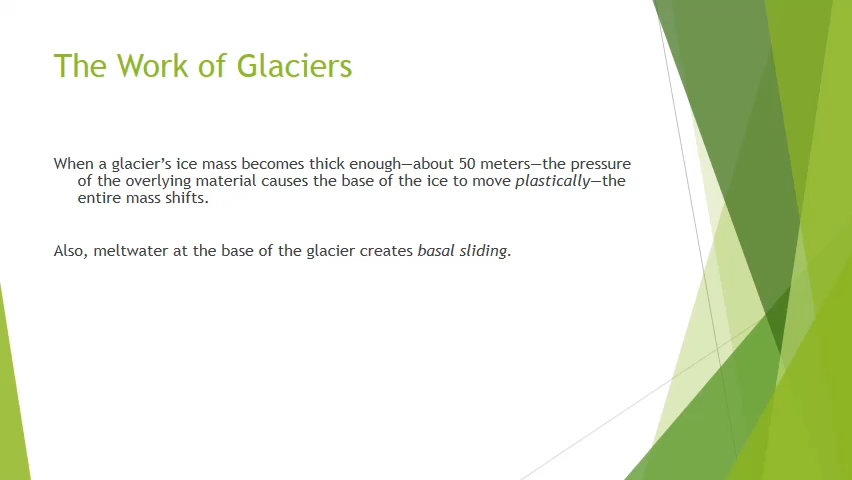 The Work of Glaciers
When a glacier’s ice mass becomes thick enough—about 50 meters—the pressure
of the overlying material causes the base of the ice to move plastically—the
entire mass shifts.
Also, meltwater at the base of the glacier creates basal sliding.